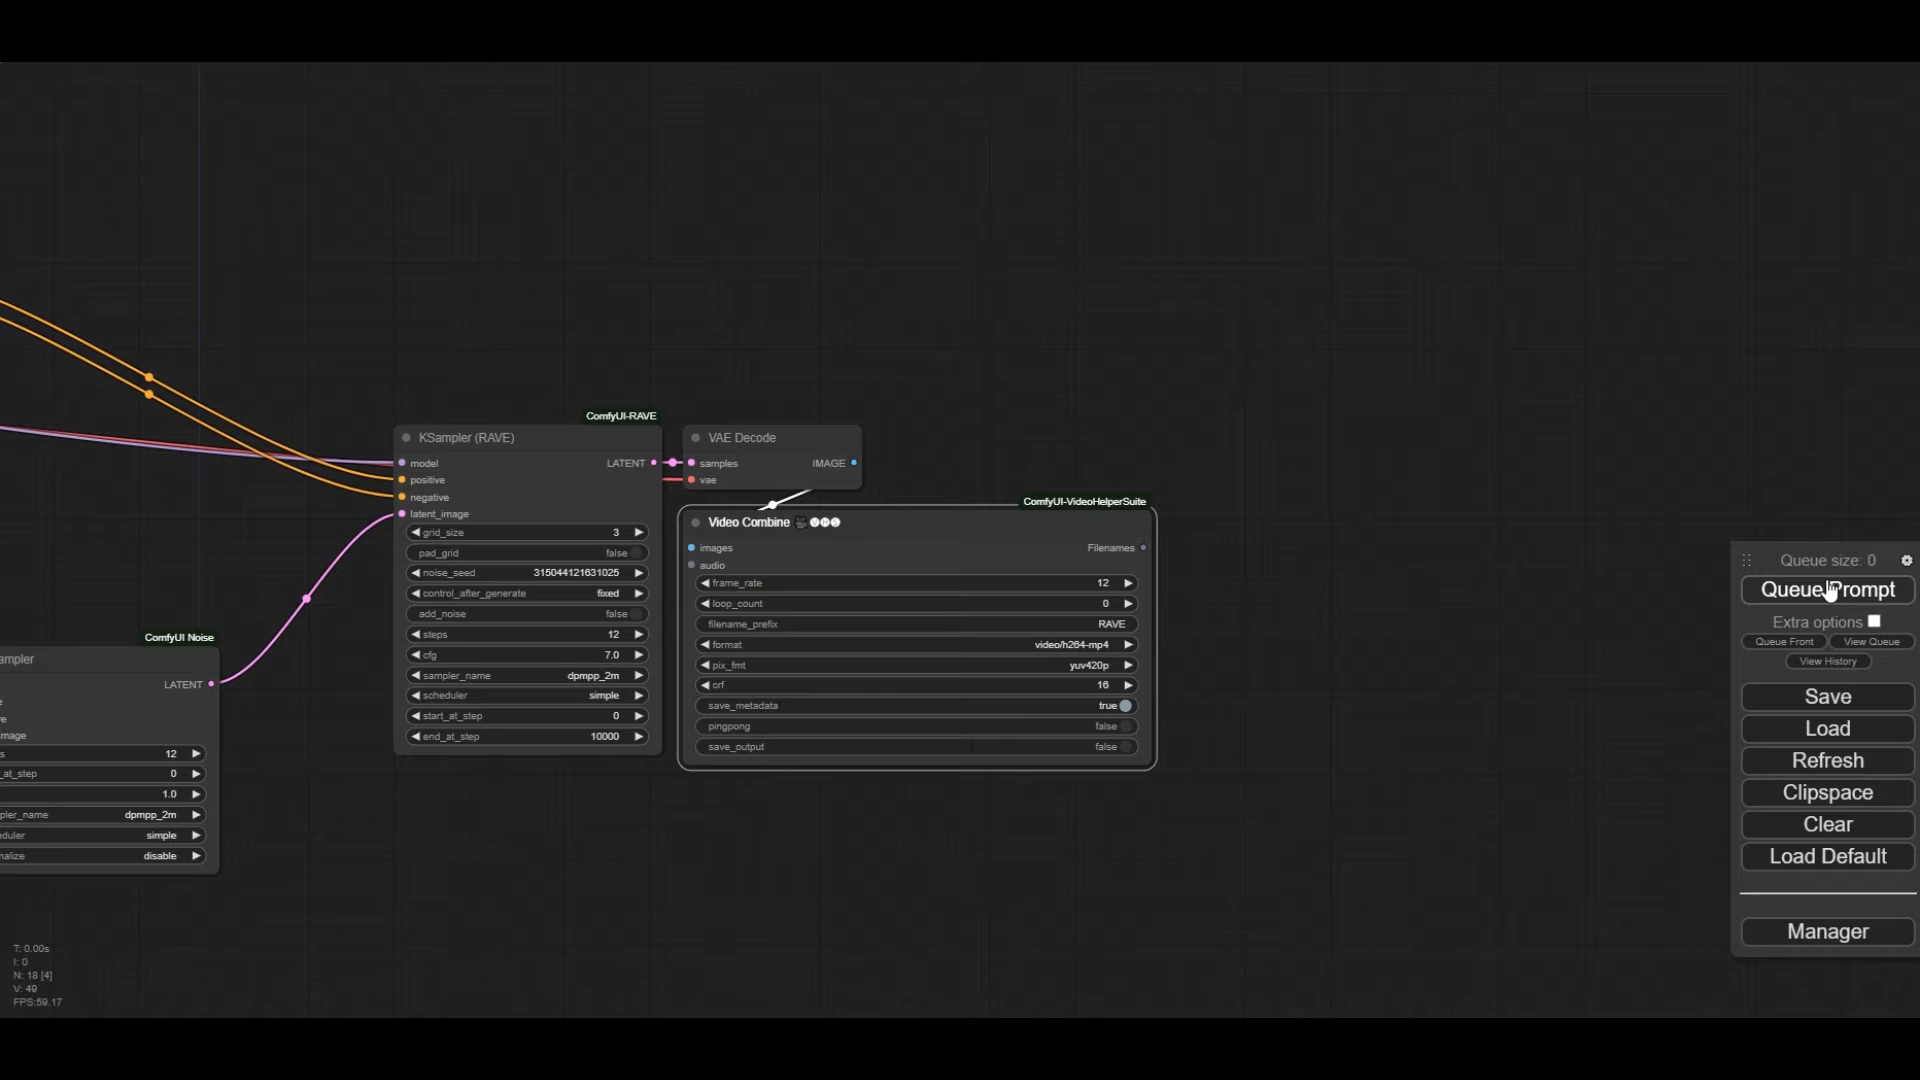 ComfyUI-RAVE
KSampler (RAVE)
model
LATENT
positive
negative
latent_image
grid_size 3
pad_grid false
noise_seed 315044121631025
control_after_generate fixed
add_noise false
steps 12
cfg 7.0
sampler_name dpmpp_2m
scheduler simple
start_at_step 0
end_at_step 10000
VAE Decode
samples
IMAGE
vae
ComfyUI-VideoHelperSuite
Video Combine VHS
images
Filenames
audio
frame_rate 12
loop_count 0
filename_prefix RAVE
format video/h264-mp4
pix_fmt yuv420p
crf 16
save_metadata true
pingpong false
save_output false
ComfyUI Noise
ampler
LATENT
e
ve
mage
s 12
_at_step 0
1.0
pler_name dpmpp_2m
eduler simple
malize disable
T: 0.00s
I: 0
N: 18 [4]
V: 49
FPS:59.17
Queue size: 0
Queue Prompt
Extra options
Queue Front
View Queue
View History
Save
Load
Refresh
Clipspace
Clear
Load Default
Manager